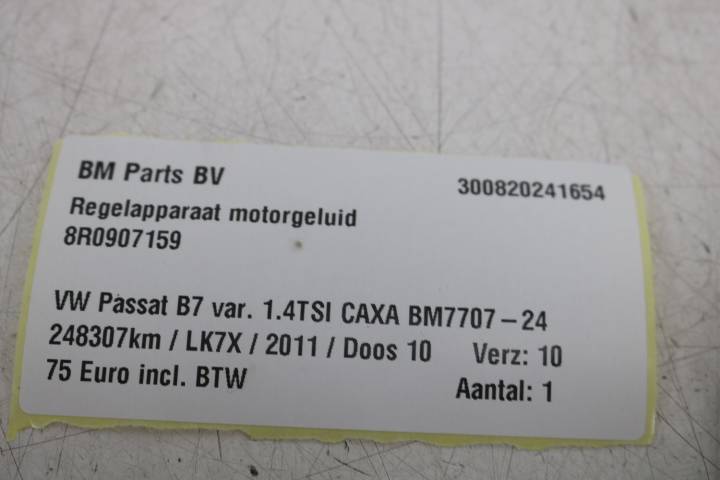 BM Parts BV 300820241654
Regelapparaat motorgeluid
8R0907159
VW Passat B7 var. 1.4TSI CAXA BM7707-24
248307km / LK7X / 2011 / Doos 10 Verz: 10
75 Euro incl. BTW Aantal: 1